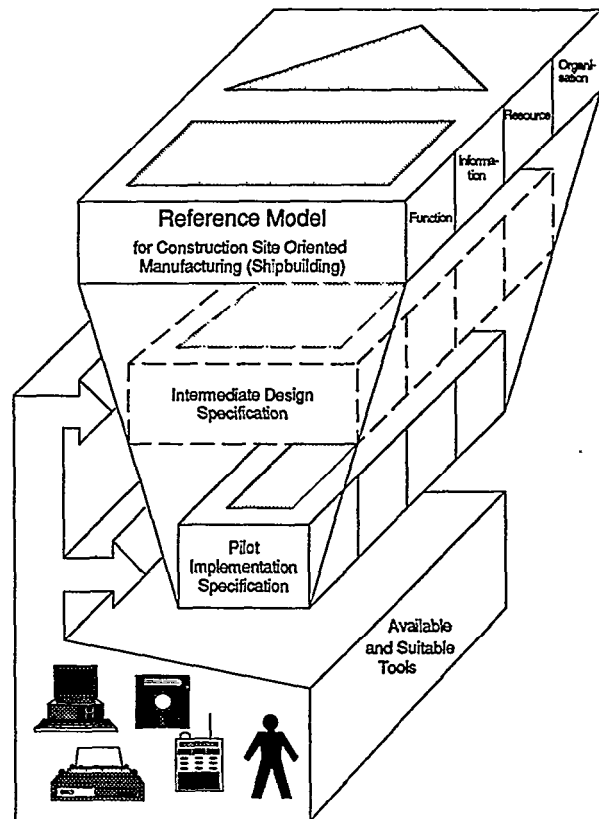 Organi-
sation
Resource
Informa-
tion
Function
Reference Model
for Construction Site Oriented
Manufacturing (Shipbuilding)
Intermediate Design
Specification
Pilot
Implementation
Specification
Available
and Suitable
Tools